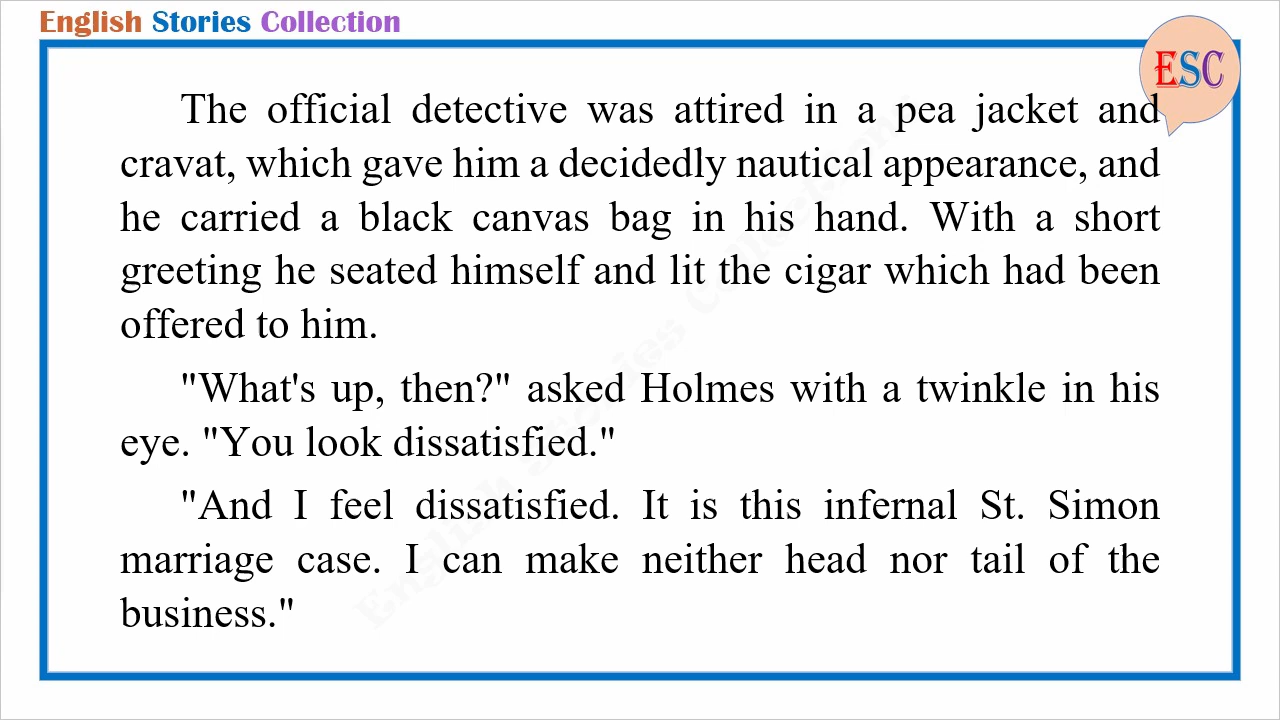 English Stories Collection
ESC
The official detective was attired in a pea jacket and
cravat, which gave him a decidedly nautical appearance, and
he carried a black canvas bag in his hand. With a short
greeting he seated himself and lit the cigar which had been
offered to him.
"What's up, then?" asked Holmes with a twinkle in his
eye. "You look dissatisfied."
"And I feel dissatisfied. It is this infernal St. Simon
marriage case. I can make neither head nor tail of the
business."
English Stories Collection